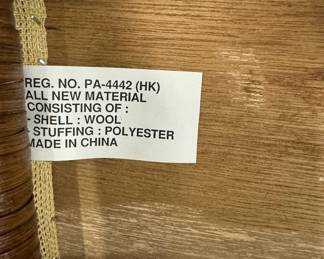 REG. NO. PA-4442 (HK)
ALL NEW MATERIAL
CONSISTING OF :
- SHELL : WOOL
- STUFFING : POLYESTER
MADE IN CHINA